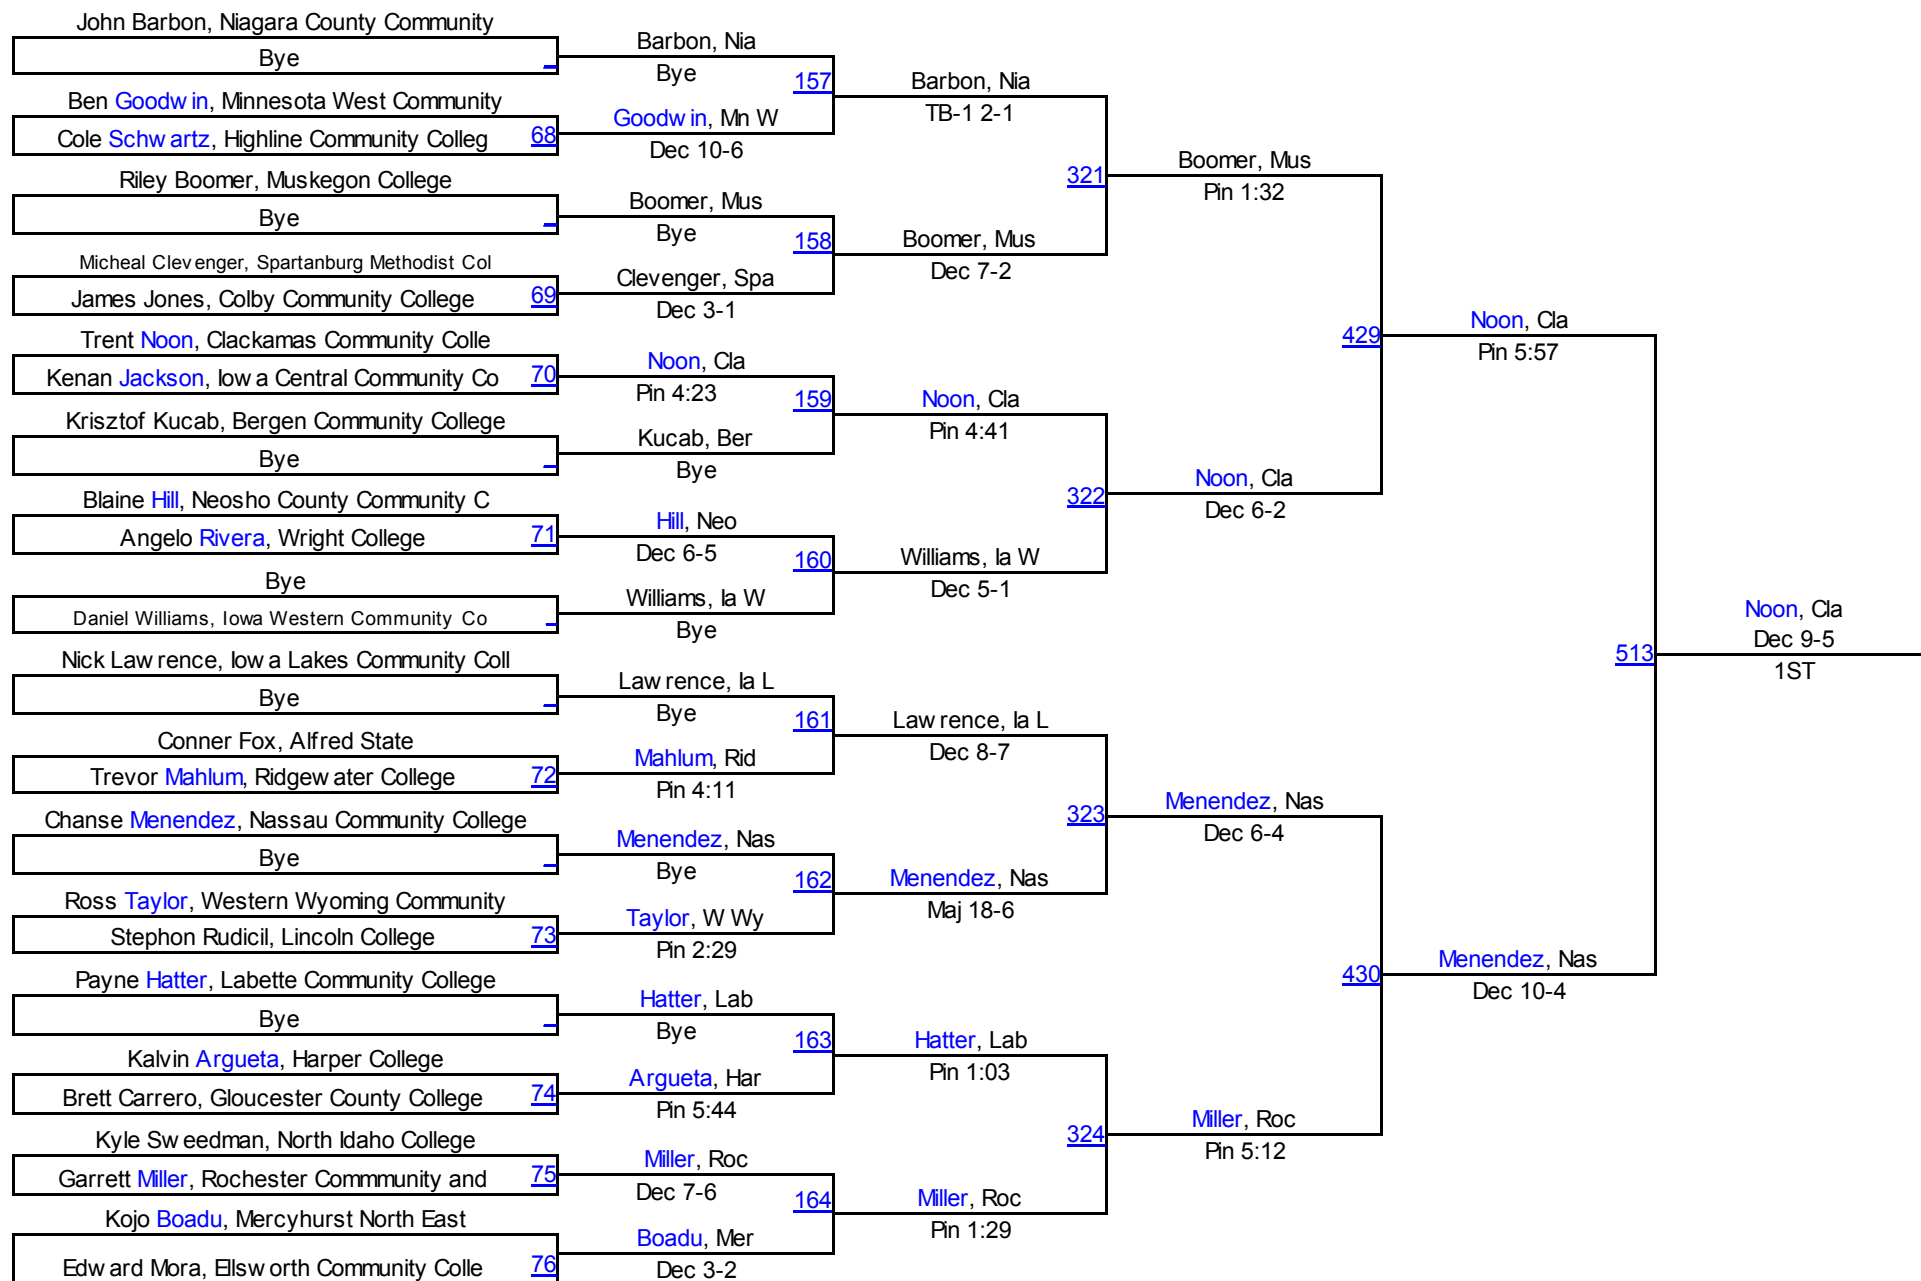 John Barbon, Niagara County Community
Bye
Ben Goodwin, Minnesota West Community
Cole Schwartz, Highline Community Colleg
68
Riley Boomer, Muskegon College
Bye
Micheal Clevenger, Spartanburg Methodist Col
James Jones, Colby Community College
69
Trent Noon, Clackamas Community Colle
Kenan Jackson, Iowa Central Community Co
70
Krisztof Kucab, Bergen Community College
Bye
Blaine Hill, Neosho County Community C
Angelo Rivera, Wright College
71
Bye
Daniel Williams, Iowa Western Community Co
Nick Lawrence, Iowa Lakes Community Coll
Bye
Conner Fox, Alfred State
Trevor Mahlum, Ridgewater College
72
Chanse Menendez, Nassau Community College
Bye
Ross Taylor, Western Wyoming Community
Stephon Rudicil, Lincoln College
73
Payne Hatter, Labette Community College
Bye
Kalvin Argueta, Harper College
Brett Carrero, Gloucester County College
74
Kyle Sweedman, North Idaho College
Garrett Miller, Rochester Commmunity and
75
Kojo Boadu, Mercyhurst North East
Edward Mora, Ellsworth Community Colle
76
Barbon, Nia
Bye
157
Goodwin, Mn W
Dec 10-6
Boomer, Mus
Bye
158
Clevenger, Spa
Dec 3-1
Noon, Cla
Pin 4:23
159
Kucab, Ber
Bye
Hill, Neo
Dec 6-5
160
Williams, Ia W
Bye
Lawrence, Ia L
Bye
161
Mahlum, Rid
Pin 4:11
Menendez, Nas
Bye
162
Taylor, W Wy
Pin 2:29
Hatter, Lab
Bye
163
Argueta, Har
Pin 5:44
Miller, Roc
Dec 7-6
164
Boadu, Mer
Dec 3-2
Barbon, Nia
TB-1 2-1
321
Boomer, Mus
Dec 7-2
Noon, Cla
Pin 4:41
322
Williams, Ia W
Dec 5-1
Lawrence, Ia L
Dec 8-7
323
Menendez, Nas
Maj 18-6
Hatter, Lab
Pin 1:03
324
Miller, Roc
Pin 1:29
Boomer, Mus
Pin 1:32
429
Noon, Cla
Dec 6-2
Menendez, Nas
Dec 6-4
430
Miller, Roc
Pin 5:12
Noon, Cla
Pin 5:57
513
Menendez, Nas
Dec 10-4
Noon, Cla
Dec 9-5
1ST